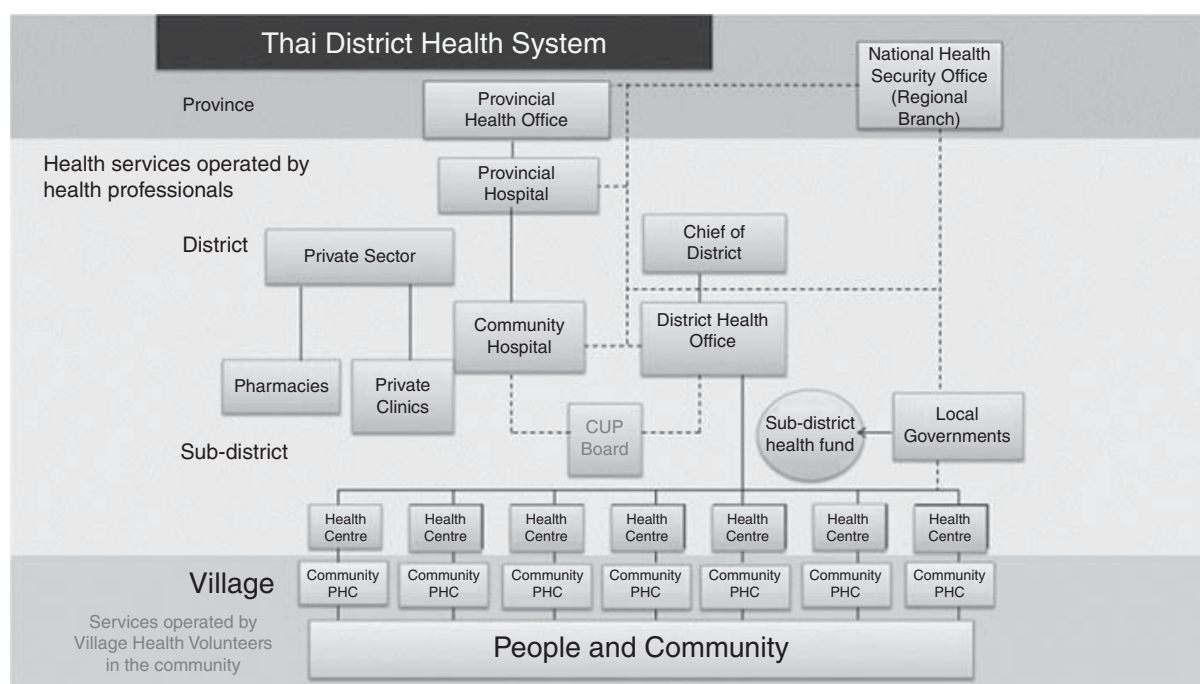 Thai District Health System
National Health
Security Office
(Regional
Branch)
Province
Provincial
Health Office
Health services operated by
health professionals
Provincial
Hospital
District
Private Sector
Chief of
District
Community
Hospital
District Health
Office
Pharmacies
Private
Clinics
CUP
Board
Sub-district
health fund
Local
Governments
Sub-district
Health
Centre
Health
Centre
Health
Centre
Health
Centre
Health
Centre
Health
Centre
Health
Centre
Village
Community
PHC
Community
PHC
Community
PHC
Community
PHC
Community
PHC
Community
PHC
Community
PHC
Services operated by
Village Health Volunteers
in the community
People and Community